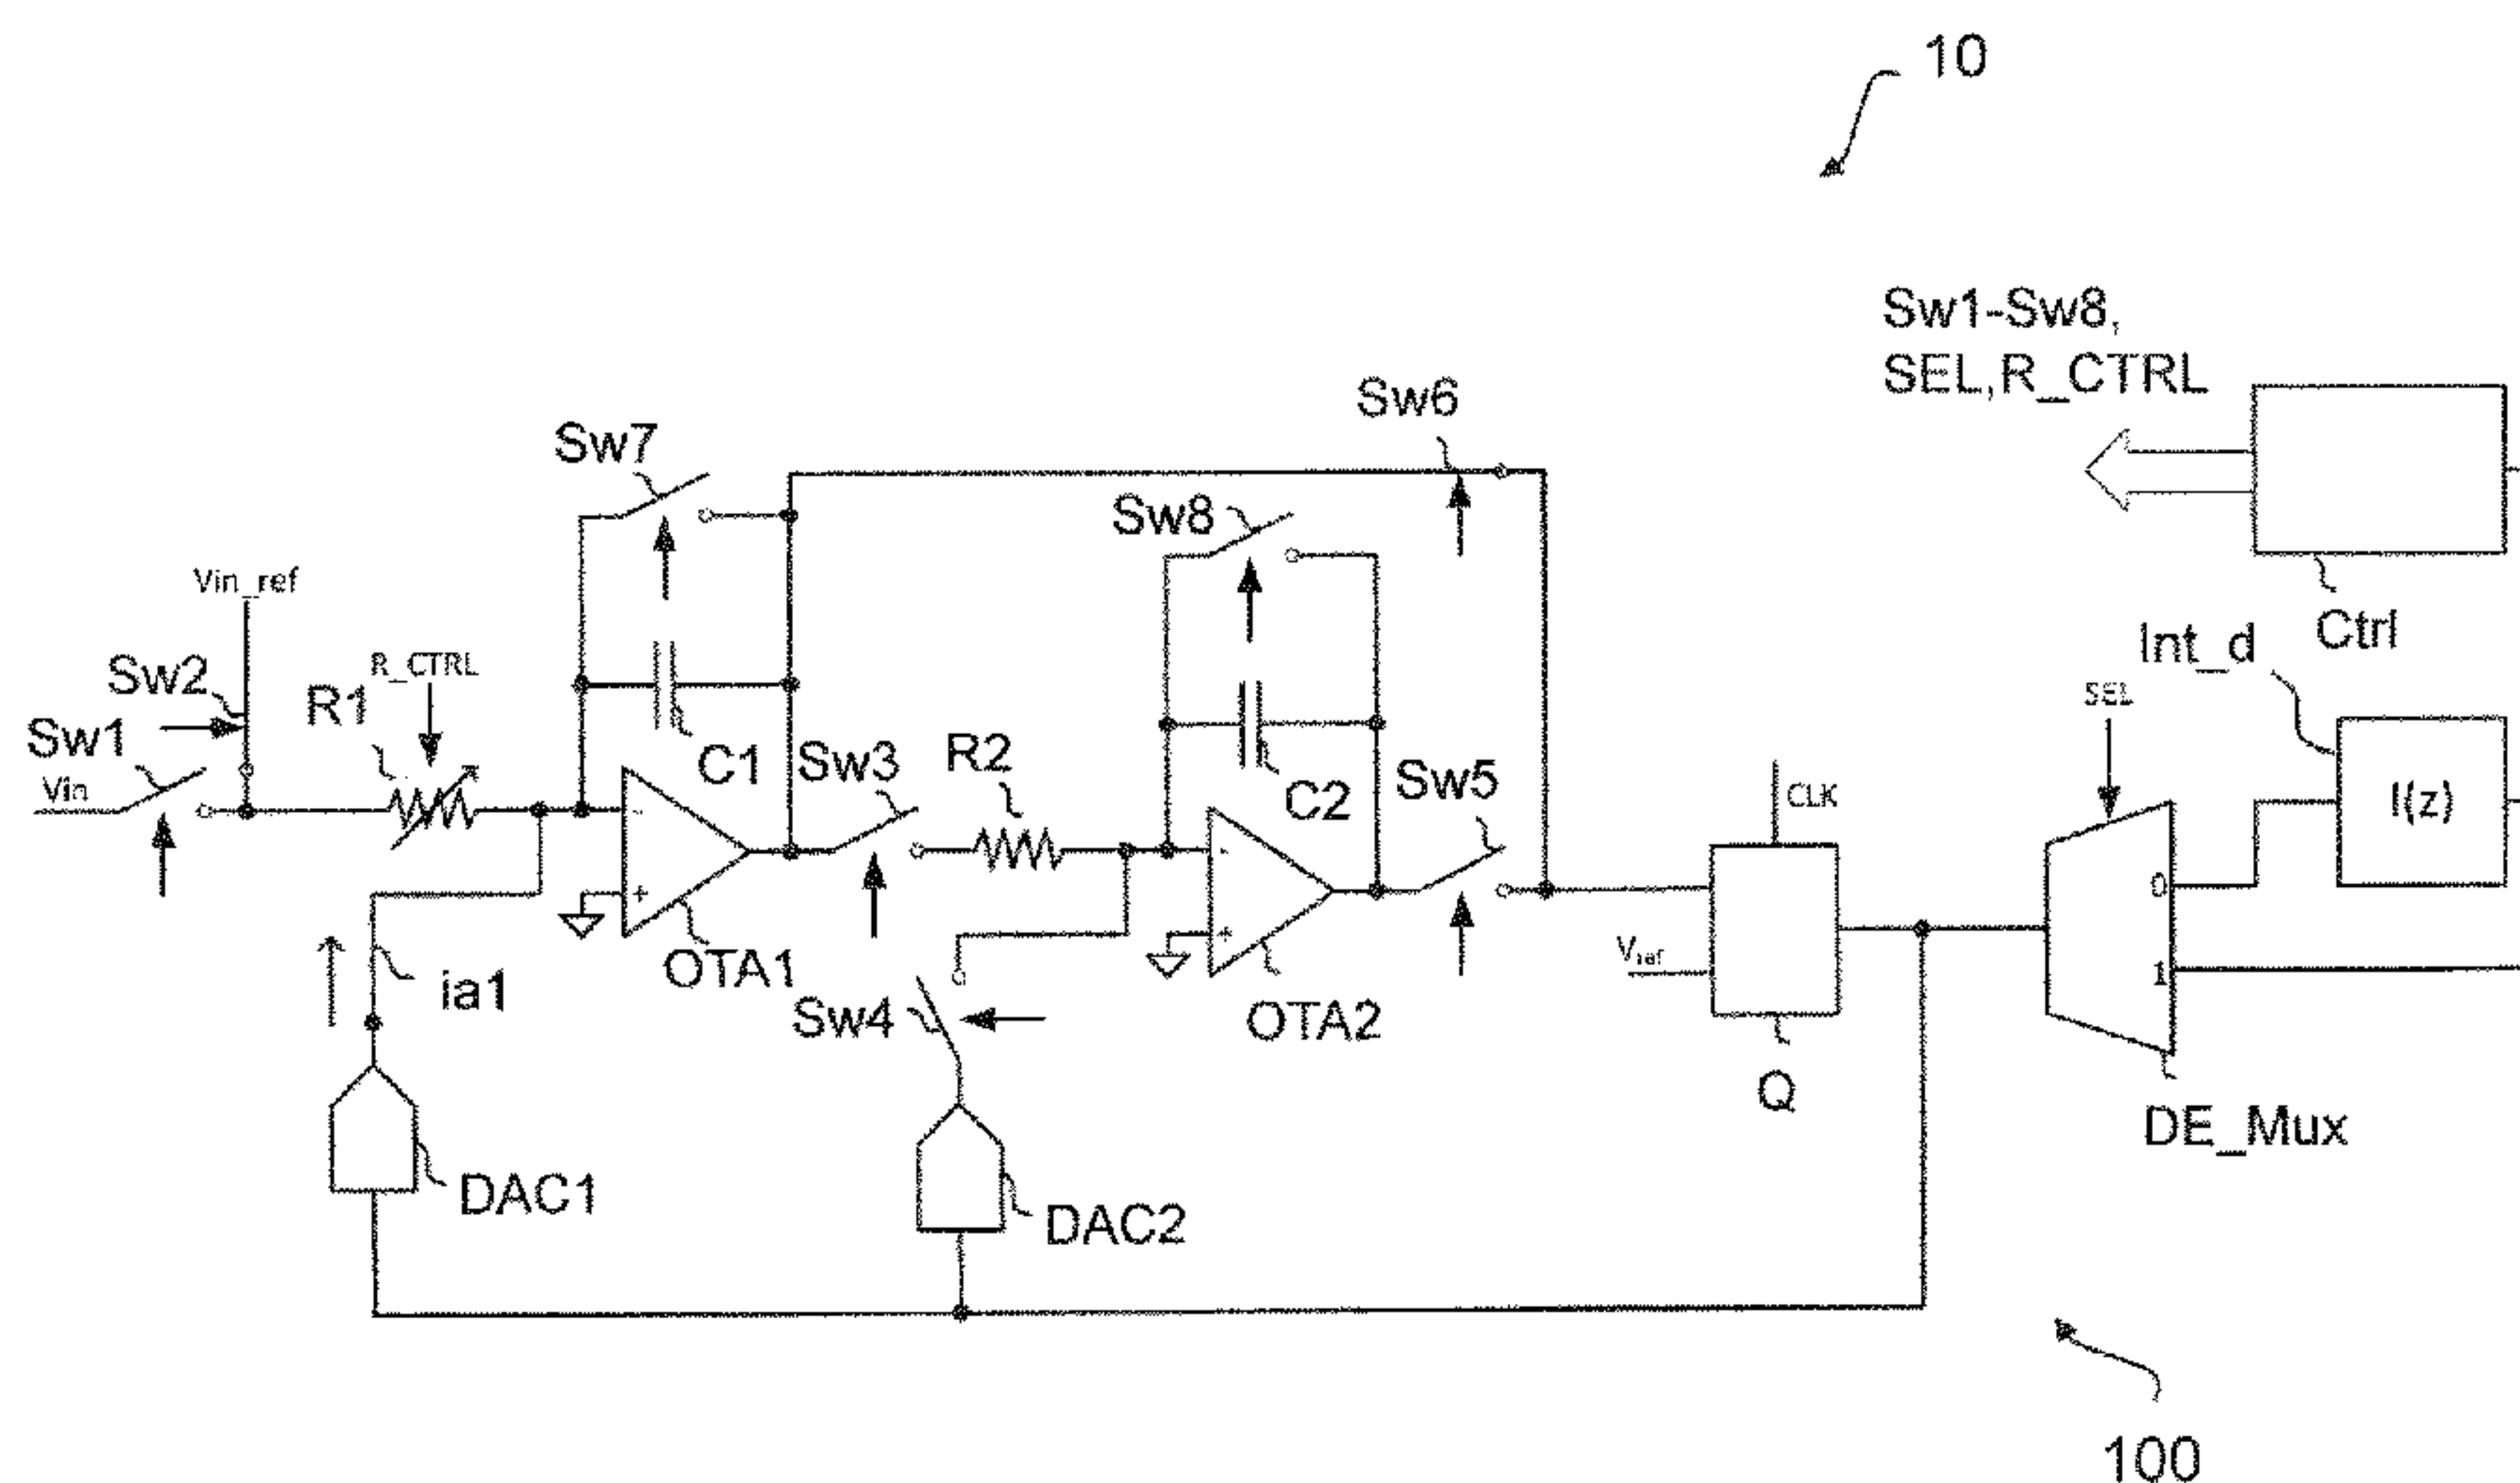 10
Sw1-Sw8,
SEL,R_CTRL
Sw6
Sw7
Sw8
Vin_ref
Ctrl
Int_d
Sw2
R_CTRL
SEL
R1
Sw1
C1
Sw3
R2
C2
Sw5
Vin
CLK
I(z)
-
-
0
+
+
Vref
1
OTA1
ia1
Sw4
OTA2
Q
DE_Mux
DAC1
DAC2
100